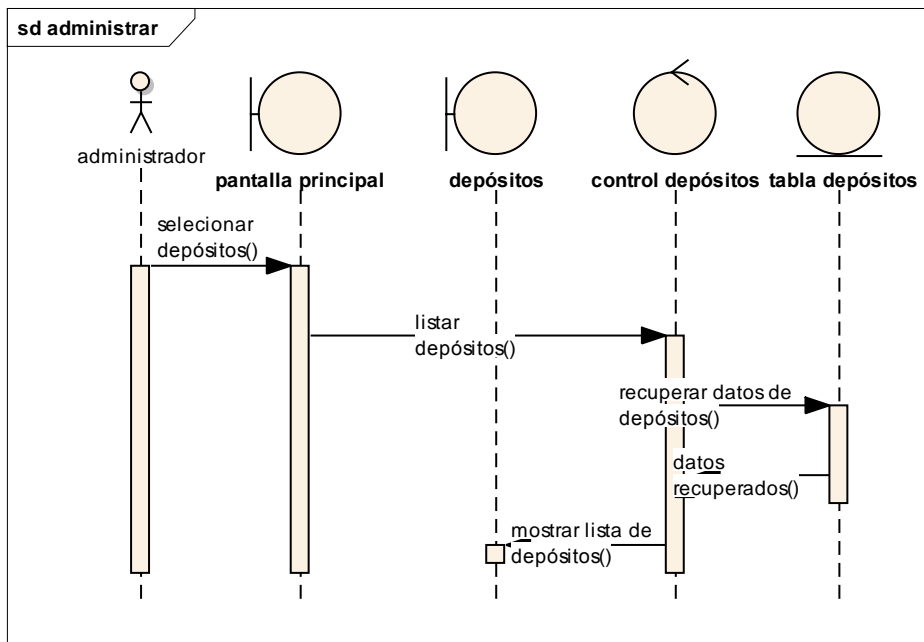 sd administrar
administrador
pantalla principal
depósitos
control depósitos
tabla depósitos
selecionar
depósitos()
listar
depósitos()
recuperar datos de
depósitos()
datos
recuperados()
mostrar lista de
depósitos()